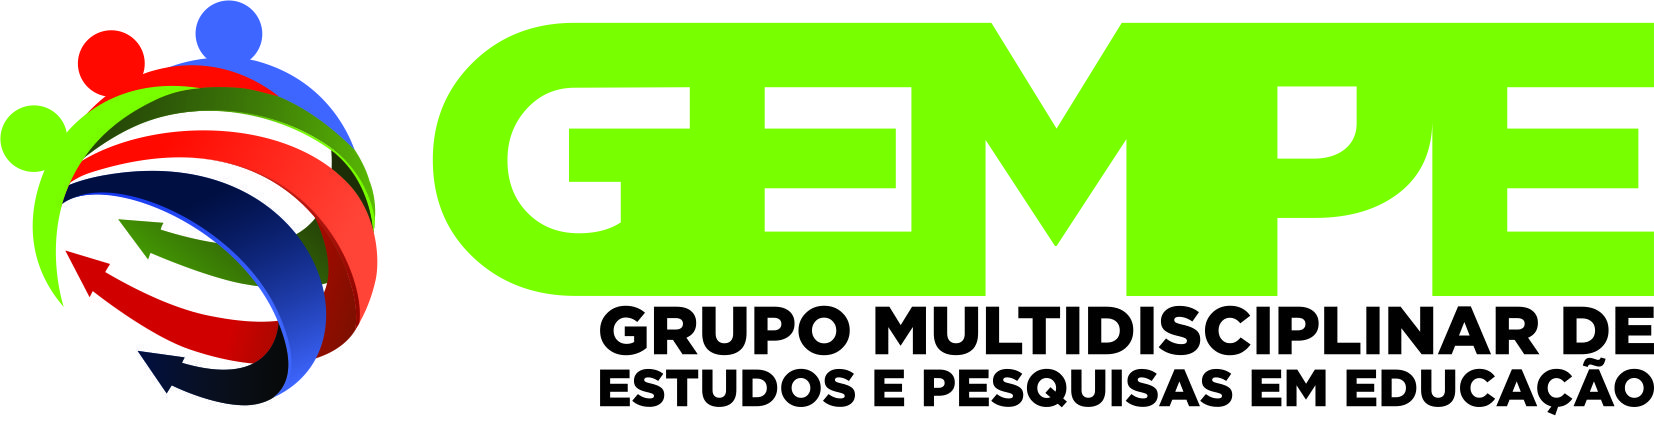 GEMPE
GRUPO MULTIDISCIPLINAR DE
ESTUDOS E PESQUISAS EM EDUCAÇÃO